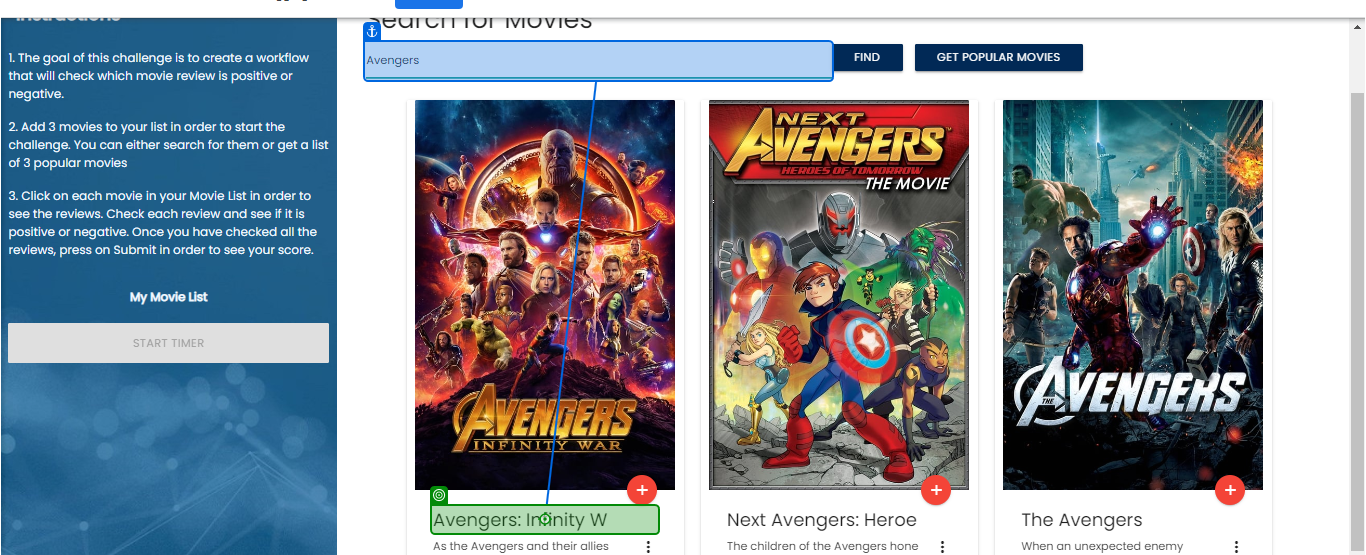 Instructions
1. The goal of this challenge is to create a workflow
that will check which movie review is positive or
negative.
2. Add 3 movies to your list in order to start the
challenge. You can either search for them or get a list
of 3 popular movies
3. Click on each movie in your Movie List in order to
see the reviews. Check each review and see if it is
positive or negative. Once you have checked all the
reviews, press on Submit in order to see your score.
My Movie List
START TIMER
Search for Movies
Avengers
FIND
GET POPULAR MOVIES
AVENGERS
INFINITY WAR
Avengers: Infinity W
As the Avengers and their allies
NEXT
AVENGERS
HEROES OF TOMORROW
THE MOVIE
Next Avengers: Heroe
The children of the Avengers hone
THE AVENGERS
The Avengers
When an unexpected enemy